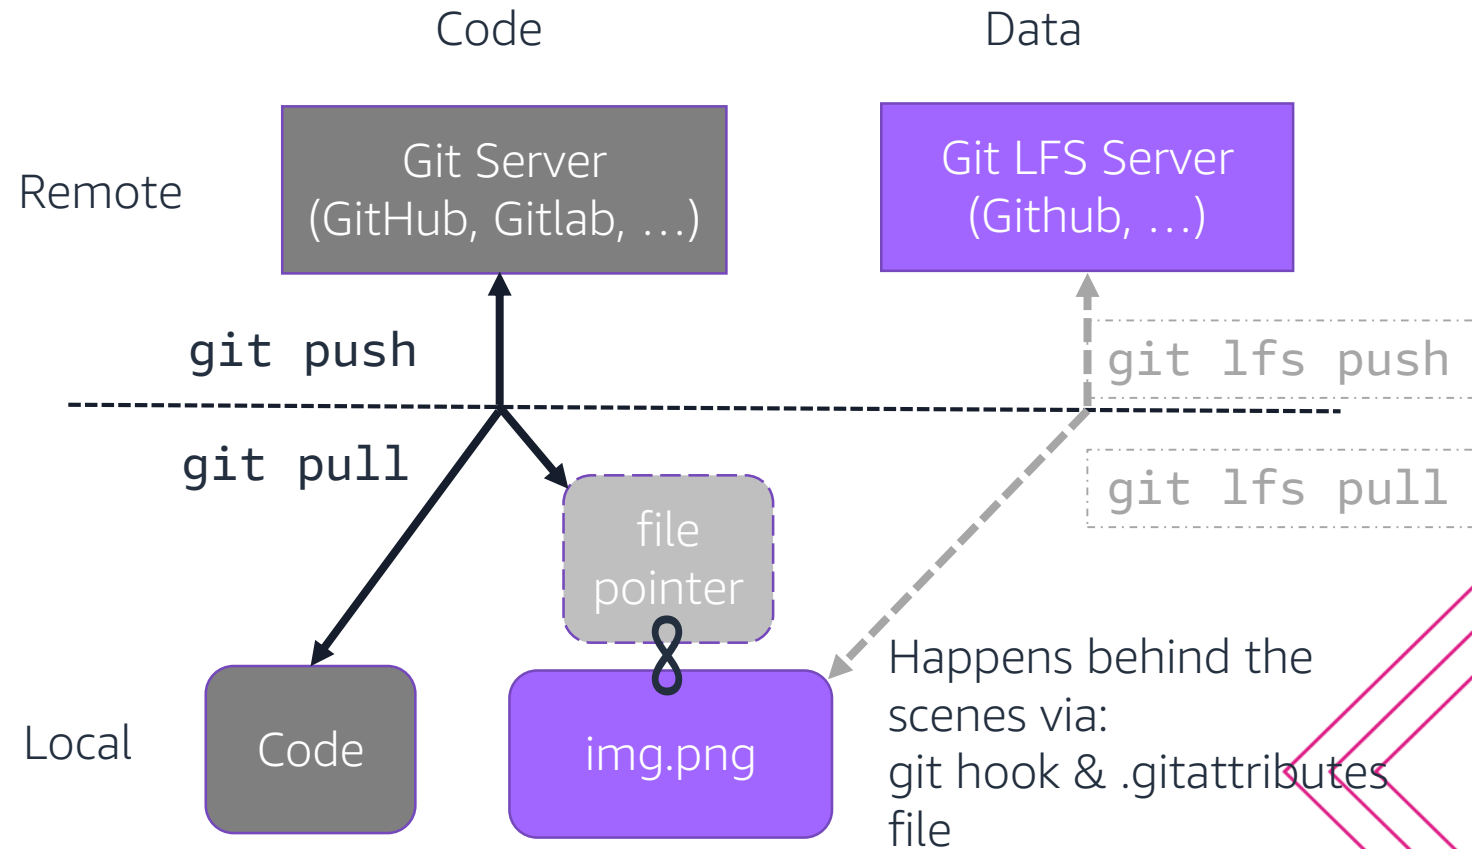 Code
Data
Remote
Git Server
(GitHub, Gitlab, …)
Git LFS Server
(Github, …)
git push
git lfs push
git pull
git lfs pull
file
pointer
Local
Code
img.png
Happens behind the
scenes via:
git hook & .gitattributes
file